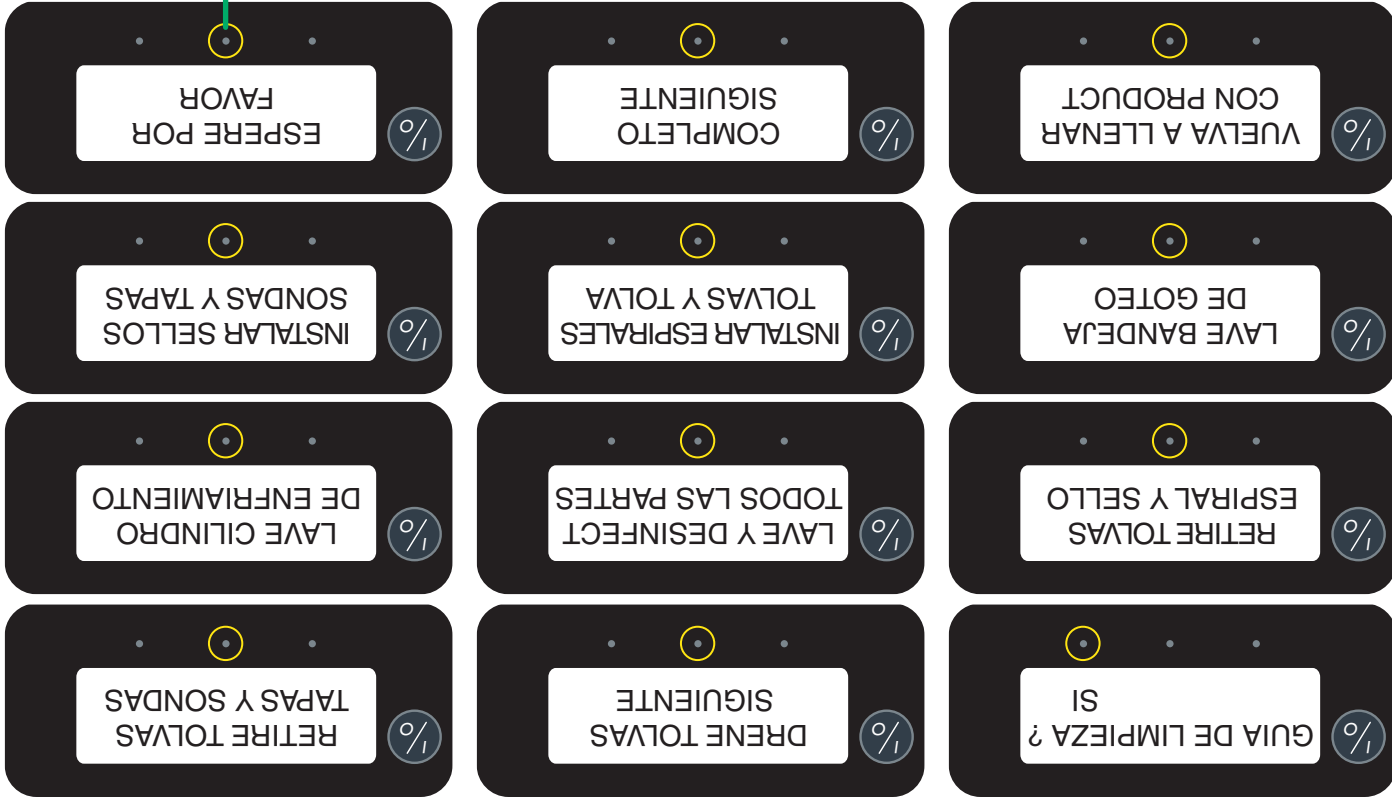 I/O
GUIA DE LIMPIEZA ?
SI
I/O
DRENE TOLVAS
SIGUIENTE
I/O
RETIRE TOLVAS
TAPAS Y SONDAS
I/O
RETIRE TOLVAS
ESPIRAL Y SELLO
I/O
LAVE Y DESINFECT
TODOS LAS PARTES
I/O
LAVE CILINDRO
DE ENFRIAMIENTO
I/O
LAVE BANDEJA
DE GOTEO
I/O
INSTALAR ESPIRALES
TOLVAS Y TOLVA
I/O
INSTALAR SELLOS
SONDAS Y TAPAS
I/O
VUELVA A LLENAR
CON PRODUCT
I/O
COMPLETO
SIGUIENTE
I/O
ESPERE POR
FAVOR